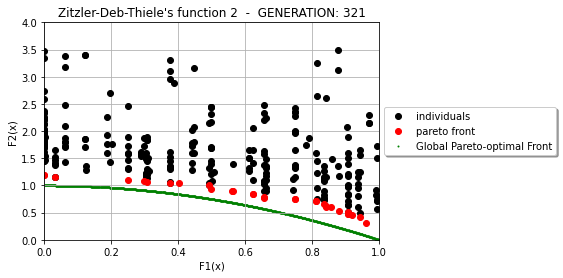 Zitzler-Deb-Thiele's function 2 - GENERATION: 321
4.0
3.5
3.0
2.5
2.0
1.5
1.0
0.5
0.0
F2(x)
0.0 0.2 0.4 0.6 0.8 1.0
F1(x)
individuals
pareto front
Global Pareto-optimal Front